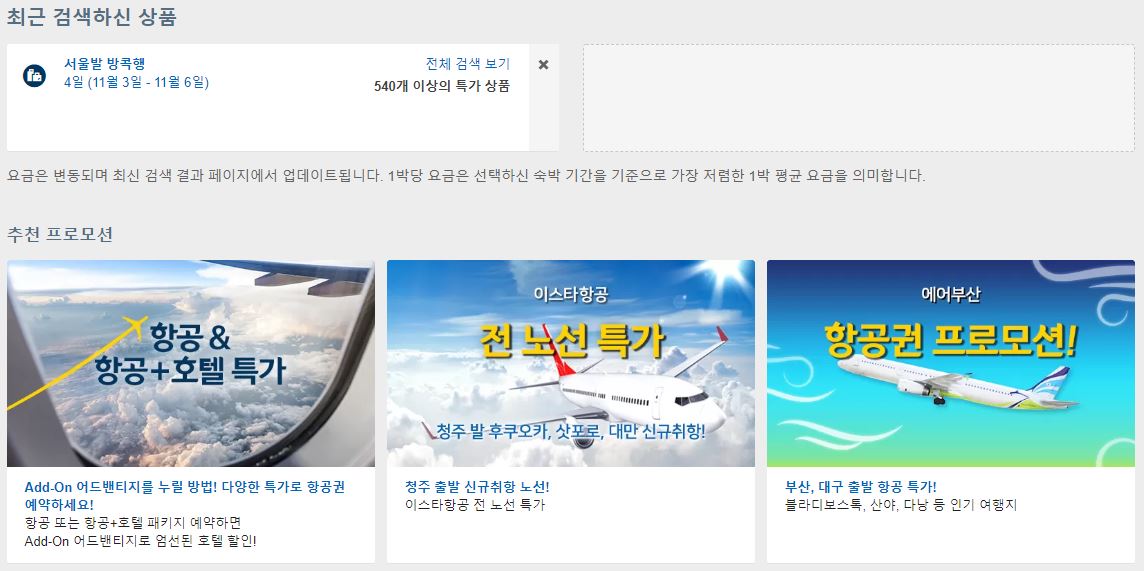 최근 검색하신 상품
서울발 방콕행
전체 검색 보기
4일 (11월 3일 - 11월 6일)
540개 이상의 특가 상품
요금은 변동되며 최신 검색 결과 페이지에서 업데이트됩니다. 1박당 요금은 선택하신 숙박 기간을 기준으로 가장 저렴한 1박 평균 요금을 의미합니다.
추천 프로모션
항공 &
항공+호텔 특가
이스타항공
전 노선 특가
청주 발 후쿠오카, 삿포로, 대만 신규취항!
에어부산
항공권 프로모션!
Add-On 어드밴티지를 누릴 방법! 다양한 특가로 항공권
예약하세요!
항공 또는 항공+호텔 패키지 예약하면
Add-On 어드밴티지로 엄선된 호텔 할인!
청주 출발 신규취항 노선!
이스타항공 전 노선 특가
부산, 대구 출발 항공 특가!
블라디보스톡, 산야, 다낭 등 인기 여행지